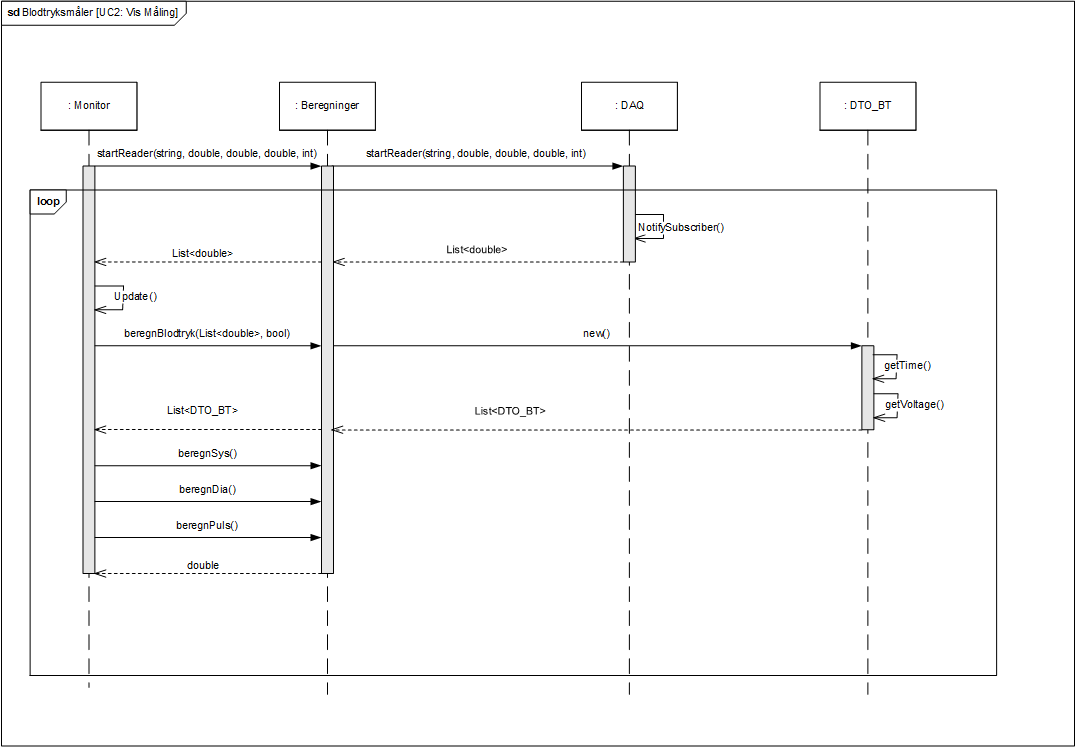 sd Blodtryksmåler [UC2: Vis Måling]
: Monitor
: Beregninger
: DAQ
: DTO_BT
startReader(string, double, double, double, int)
startReader(string, double, double, double, int)
loop
NotifySubscriber()
List<double>
List<double>
Update()
beregnBlodtryk(List<double>, bool)
new()
getTime()
getVoltage()
List<DTO_BT>
List<DTO_BT>
beregnSys()
beregnDia()
beregnPuls()
double